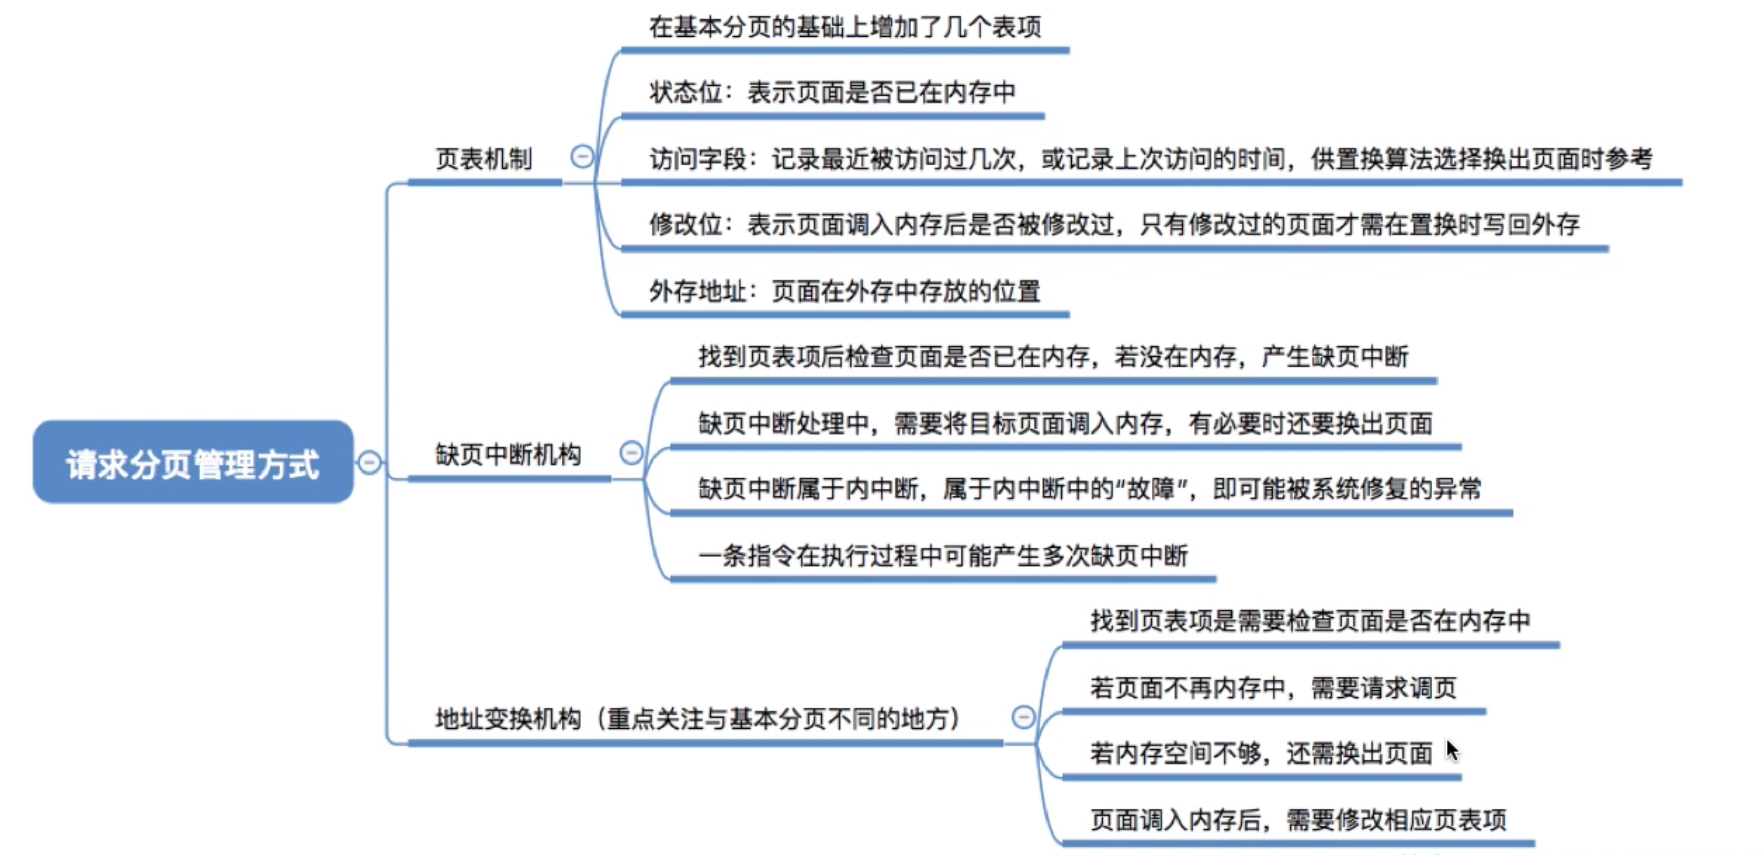 在基本分页的基础上增加了几个表项
状态位：表示页面是否已在内存中
页表机制
访问字段：记录最近被访问过几次，或记录上次访问的时间，供置换算法选择换出页面时参考
修改位：表示页面调入内存后是否被修改过，只有修改过的页面才需在置换时写回外存
外存地址：页面在外存中存放的位置
请求分页管理方式
找到页表项后检查页面是否已在内存，若没在内存，产生缺页中断
缺页中断处理中，需要将目标页面调入内存，有必要时还要换出页面
缺页中断机构
缺页中断属于内中断，属于内中断中的“故障”，即可能被系统修复的异常
一条指令在执行过程中可能产生多次缺页中断
找到页表项是需要检查页面是否在内存中
若页面不再内存中，需要请求调页
地址变换机构（重点关注与基本分页不同的地方）
若内存空间不够，还需换出页面
页面调入内存后，需要修改相应页表项